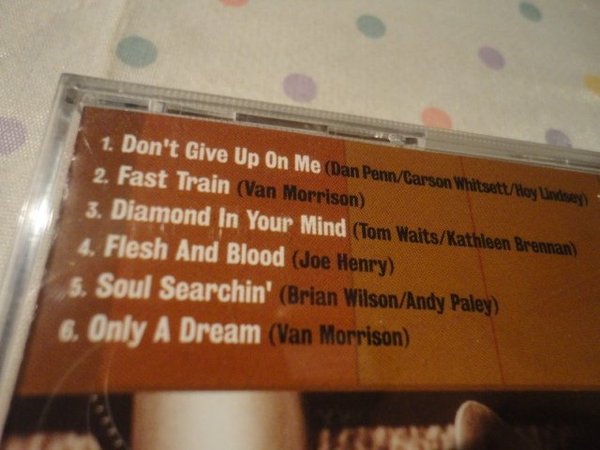 1. Don't Give Up On Me (Dan Penn/Carson Whitsett/Hoy Lindsey)
2. Fast Train (Van Morrison)
3. Diamond In Your Mind (Tom Waits/Kathleen Brennan)
4. Flesh And Blood (Joe Henry)
5. Soul Searchin' (Brian Wilson/Andy Paley)
6. Only A Dream (Van Morrison)